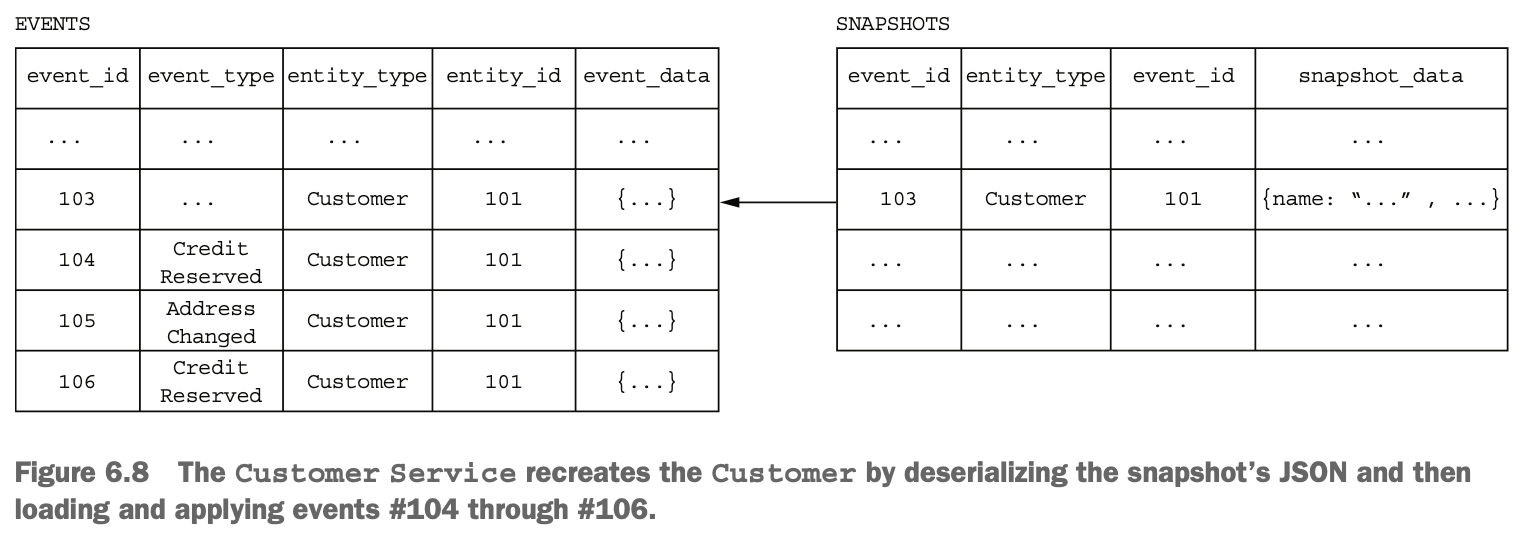 EVENTS
event_id event_type entity_type entity_id event_data
... ... ... ... ...
103 ... Customer 101 {...}
104 Credit Reserved Customer 101 {...}
105 Address Changed Customer 101 {...}
106 Credit Reserved Customer 101 {...}
SNAPSHOTS
event_id entity_type event_id snapshot_data
... ... ... ...
103 Customer 101 {name: “...” , ...}
... ... ... ...
... ... ... ...
Figure 6.8 The Customer Service recreates the Customer by deserializing the snapshot’s JSON and then
loading and applying events #104 through #106.